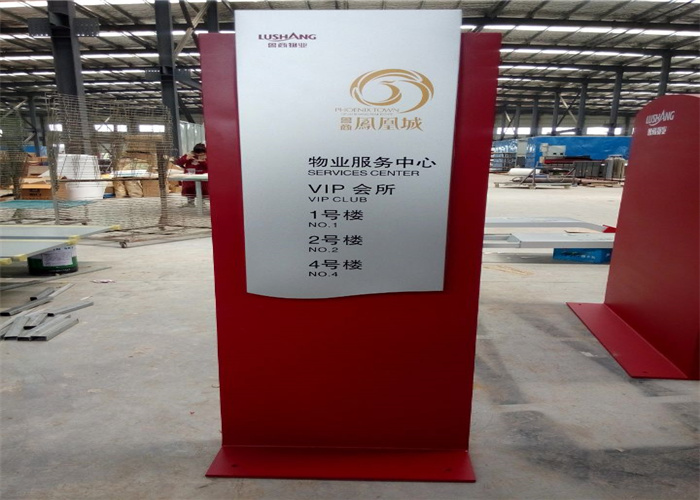 LUSHANG
鲁商物业
PHOENIX TOWN
鲁商 鳳凰城
物业服务中心
SERVICES CENTER
VIP 会所
VIP CLUB
1号楼
NO.1
2号楼
NO.2
4号楼
NO.4
LUSHANG